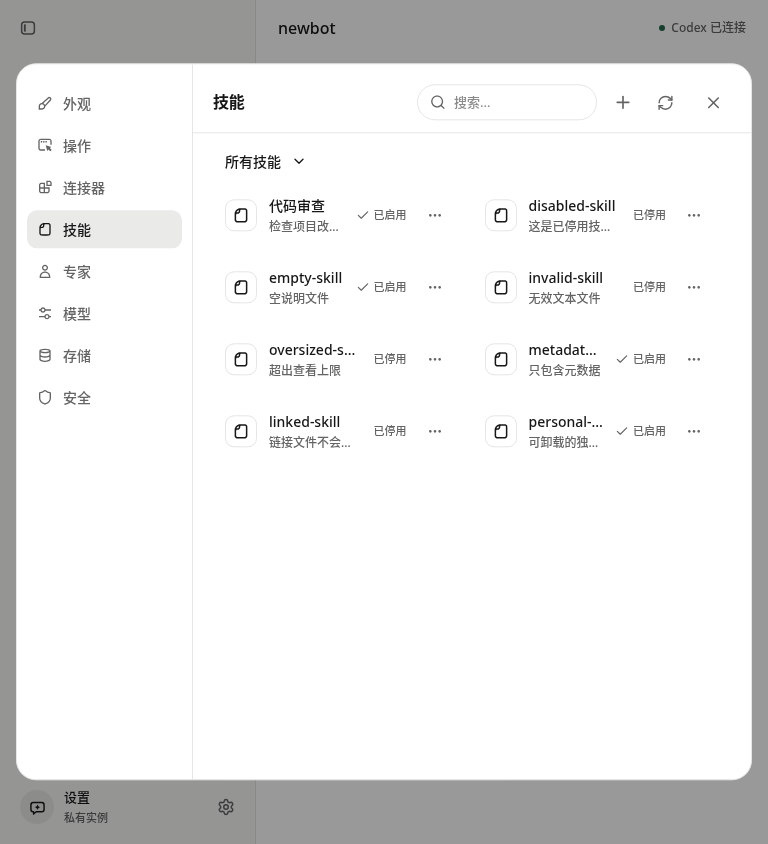 newbot
Codex 已连接
外观
操作
连接器
技能
专家
模型
存储
安全
技能
搜索...
所有技能
代码审查
检查项目改...
已启用
disabled-skill
这是已停用技...
已停用
empty-skill
空说明文件
已启用
invalid-skill
无效文本文件
已停用
oversized-s...
超出查看上限
已停用
metadat...
只包含元数据
已启用
linked-skill
链接文件不会...
已停用
personal-...
可卸载的独...
已启用
设置
私有实例